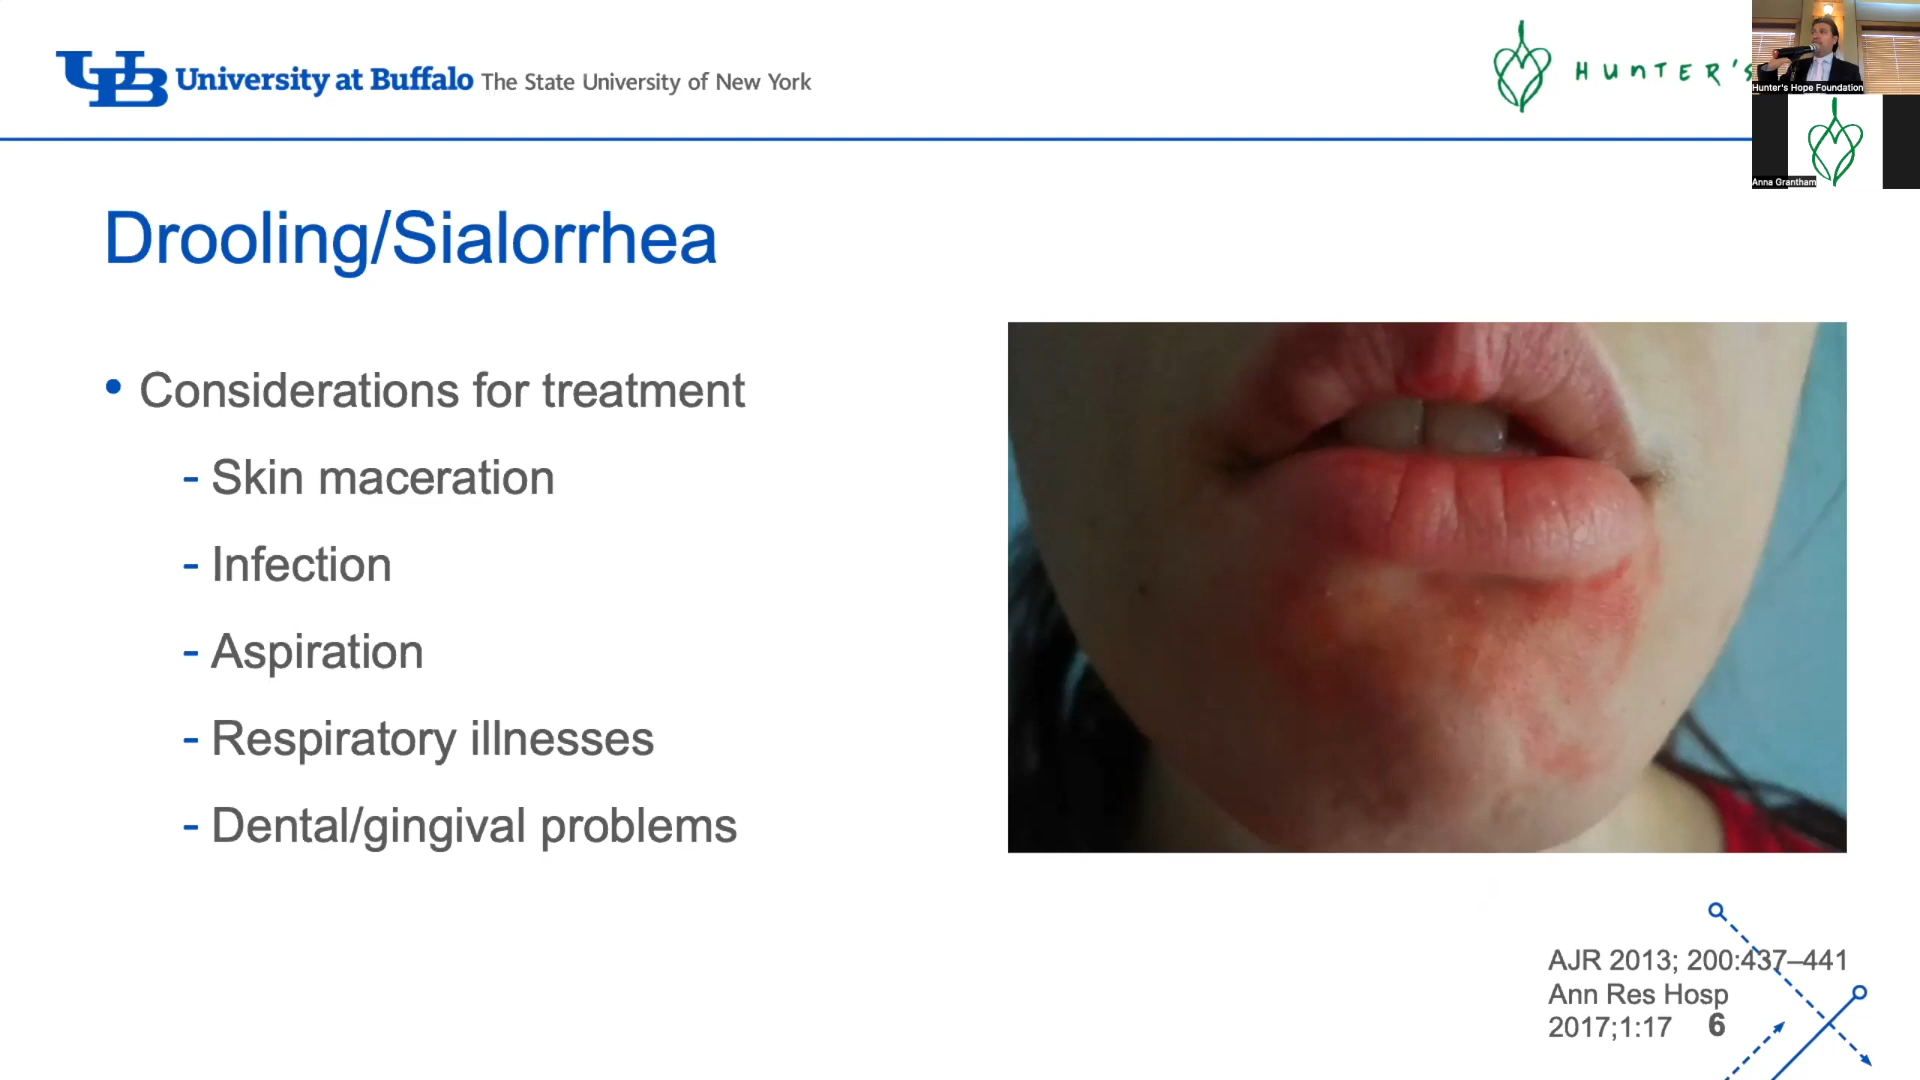 UB University at Buffalo The State University of New York
HUNTER'S
Hunter's Hope Foundation
Anna Grantham
Drooling/Sialorrhea
• Considerations for treatment
- Skin maceration
- Infection
- Aspiration
- Respiratory illnesses
- Dental/gingival problems
AJR 2013; 200:437–441
Ann Res Hosp
2017;1:17 6